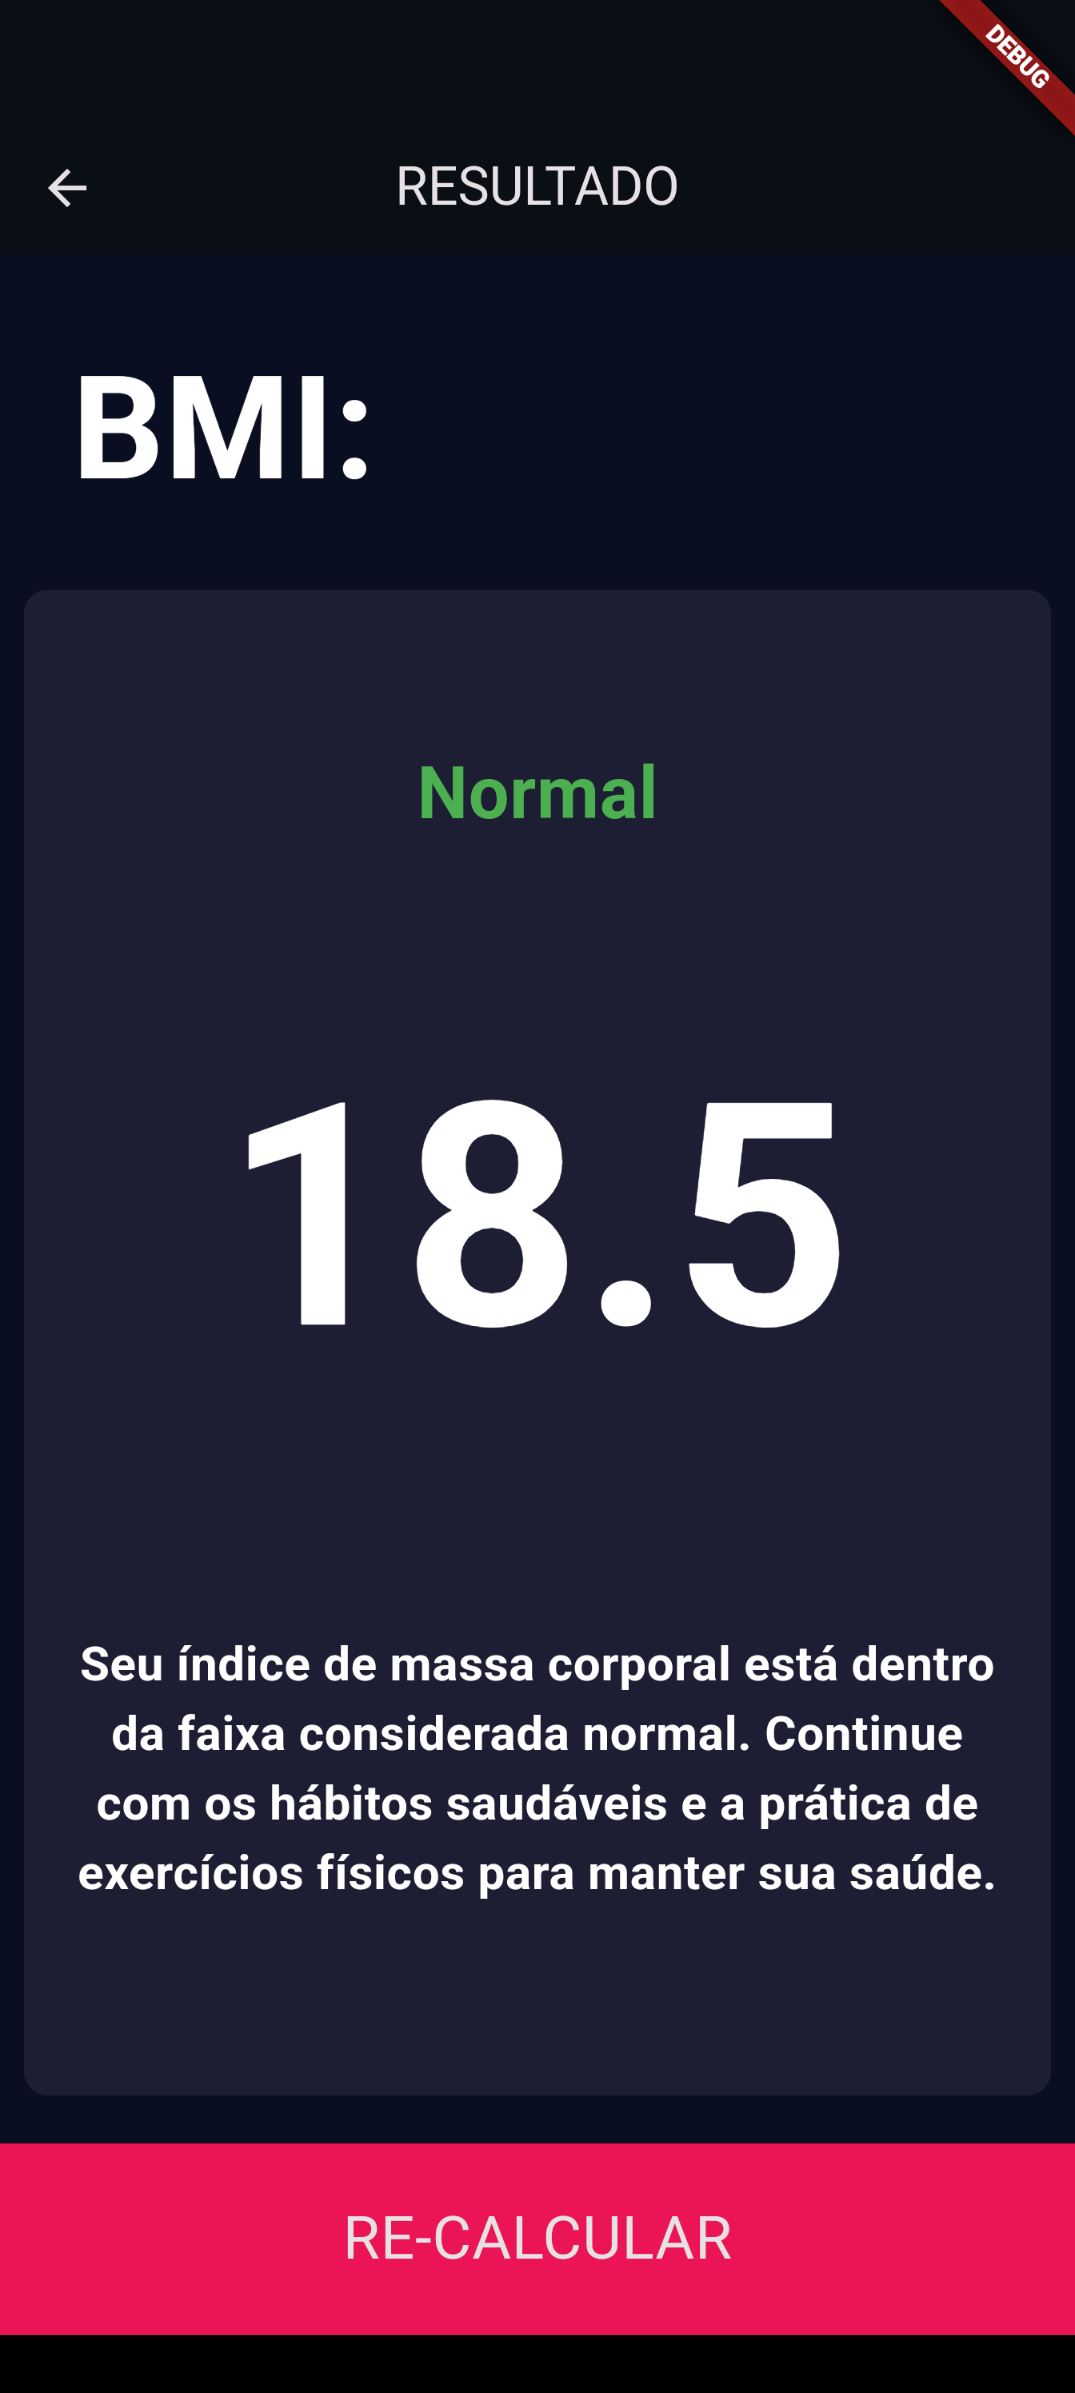 DEBUG
RESULTADO
BMI:
Normal
18.5
Seu índice de massa corporal está dentro
da faixa considerada normal. Continue
com os hábitos saudáveis e a prática de
exercícios físicos para manter sua saúde.
RE-CALCULAR